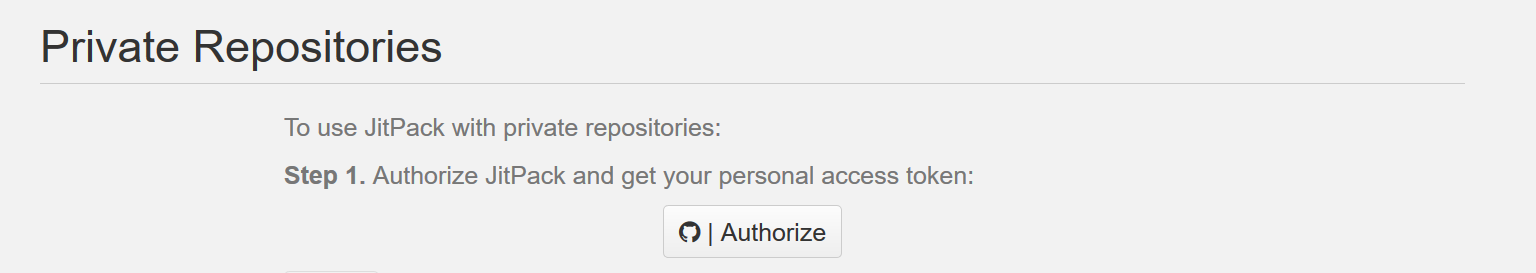 Private Repositories
To use JitPack with private repositories:
Step 1. Authorize JitPack and get your personal access token:
| Authorize